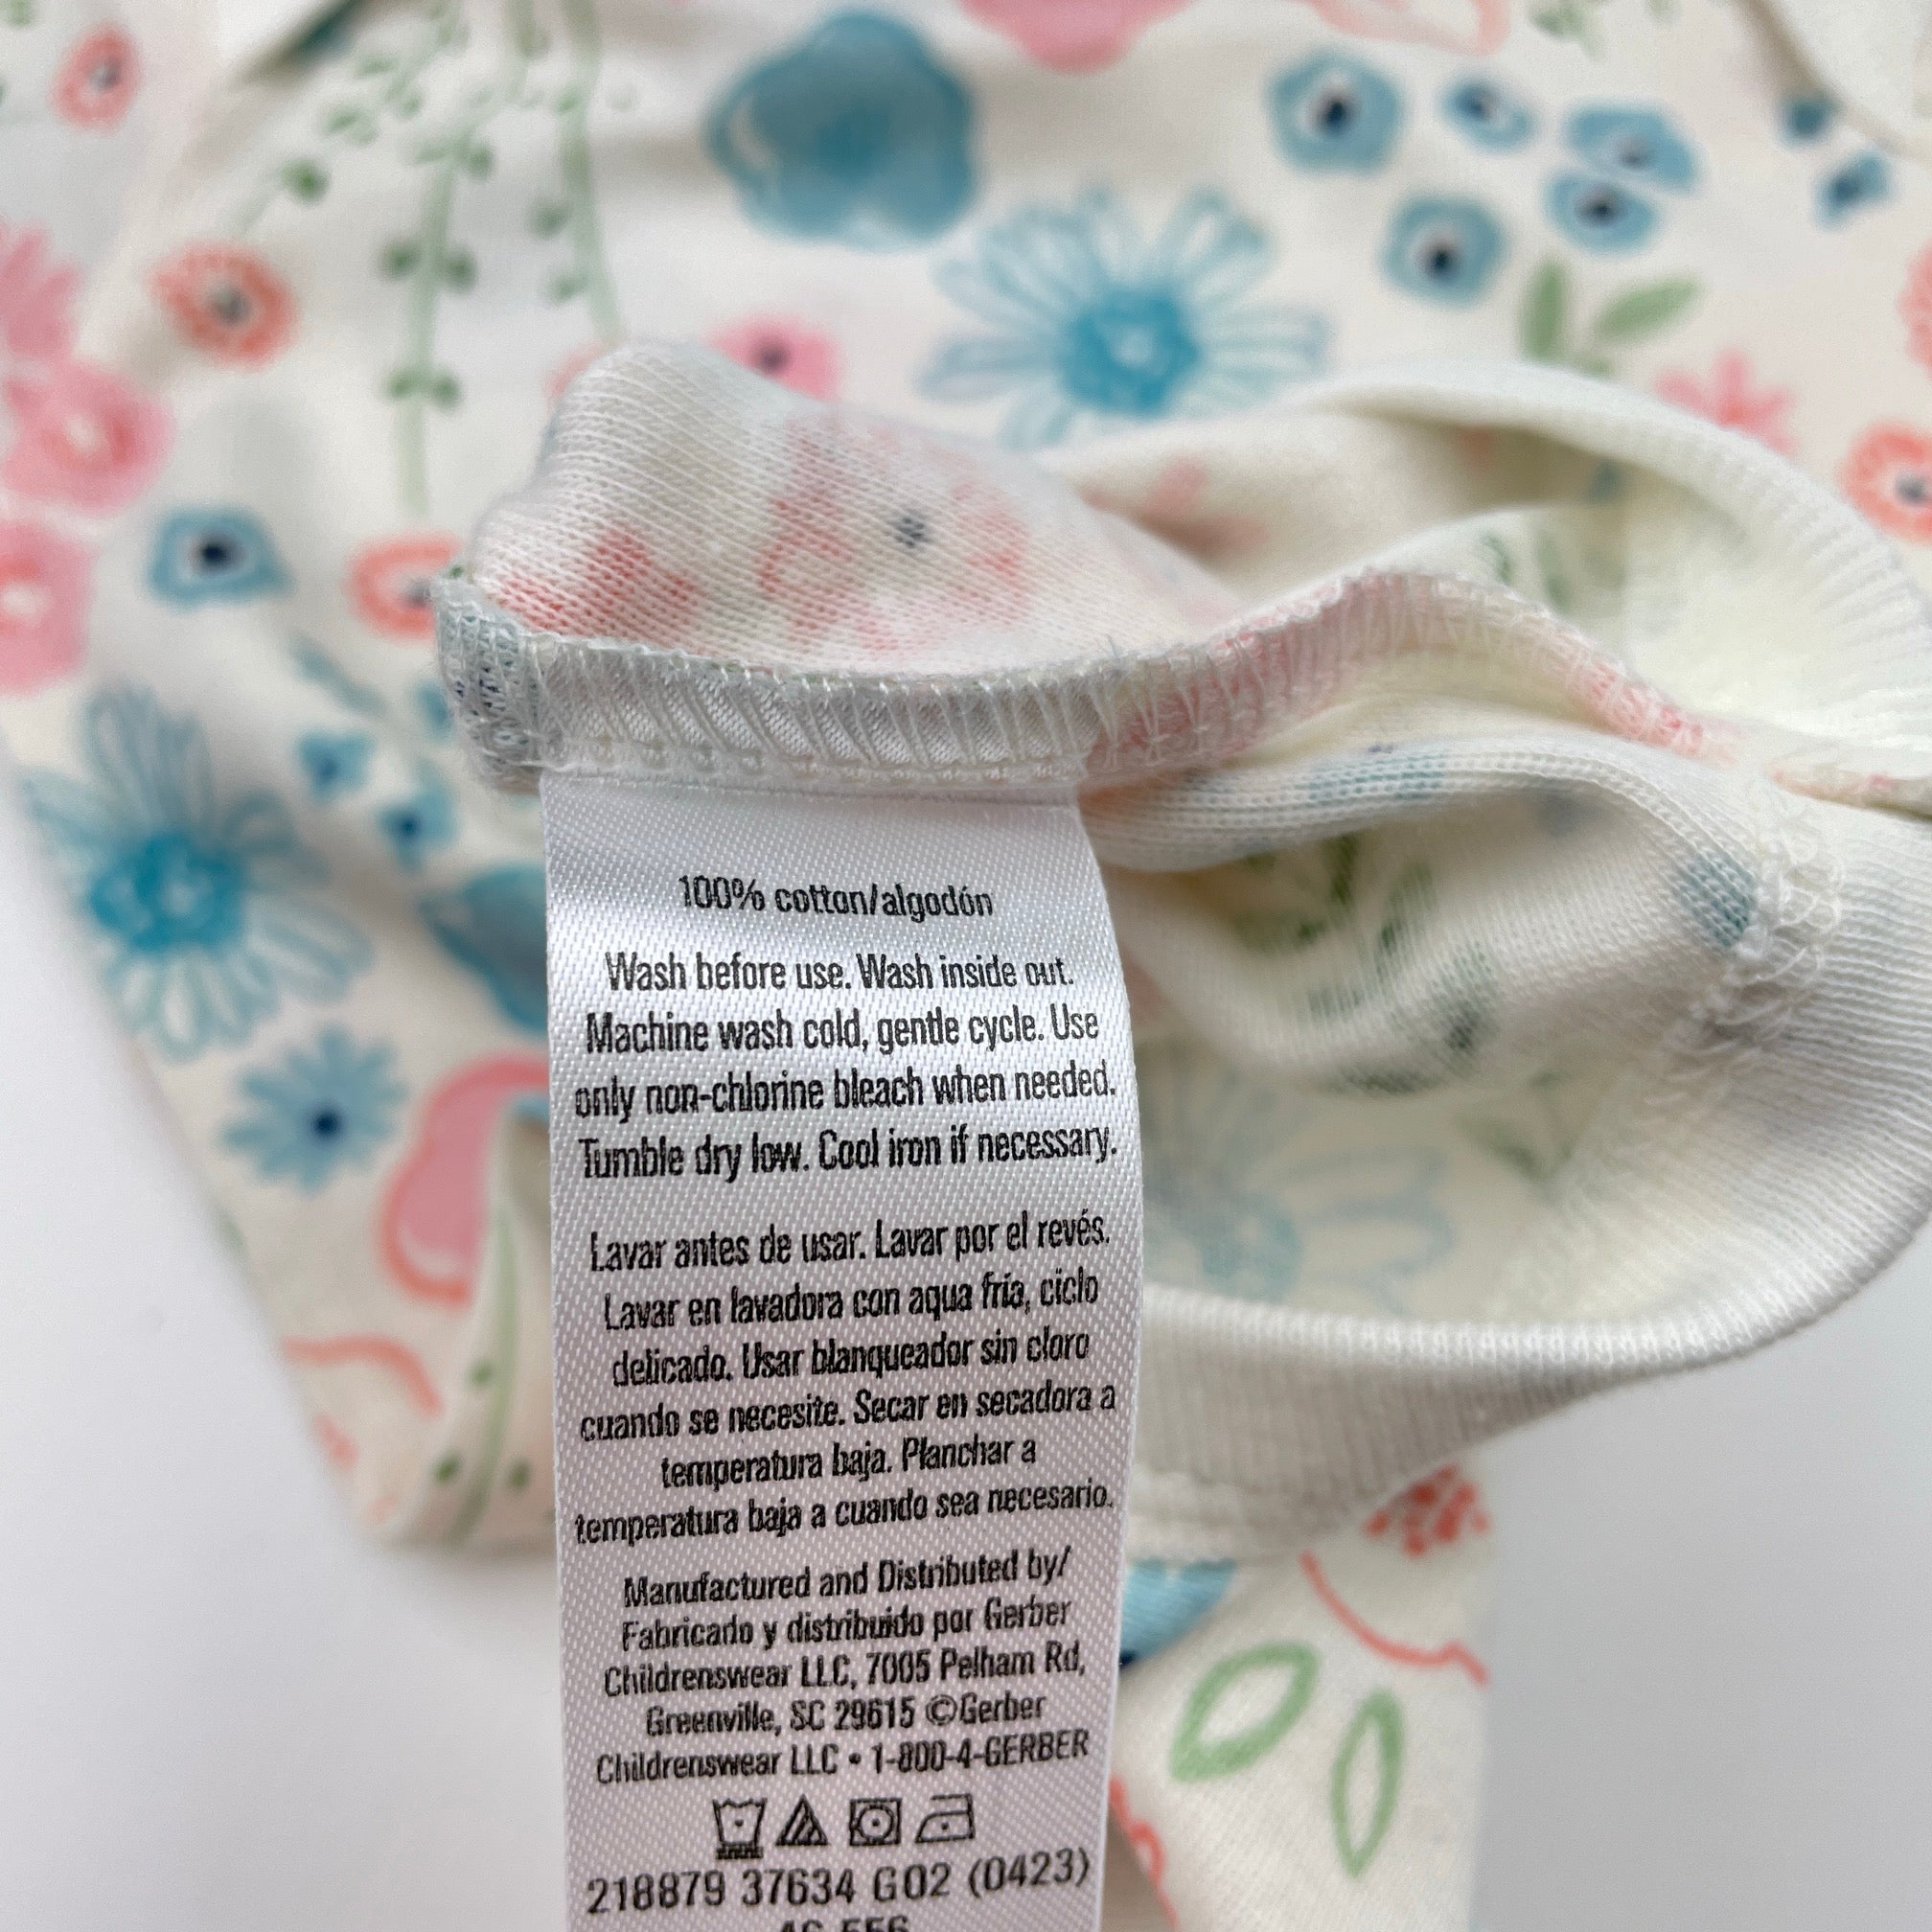 100% cotton/algodón
Wash before use. Wash inside out.
Machine wash cold, gentle cycle. Use
only non-chlorine bleach when needed.
Tumble dry low. Cool iron if necessary.
Lavar antes de usar. Lavar por el revés.
Lavar en lavadora con aqua fría, ciclo
delicado. Usar blanqueador sin cloro
cuando se necesite. Secar en secadora a
temperatura baja. Planchar a
temperatura baja a cuando sea necesario.
Manufactured and Distributed by/
Fabricado y distribuido por Gerber
Childrenswear LLC, 7005 Pelham Rd,
Greenville, SC 29615 ©Gerber
Childrenswear LLC • 1-800-4-GERBER
218879 37634 G02 (0423)